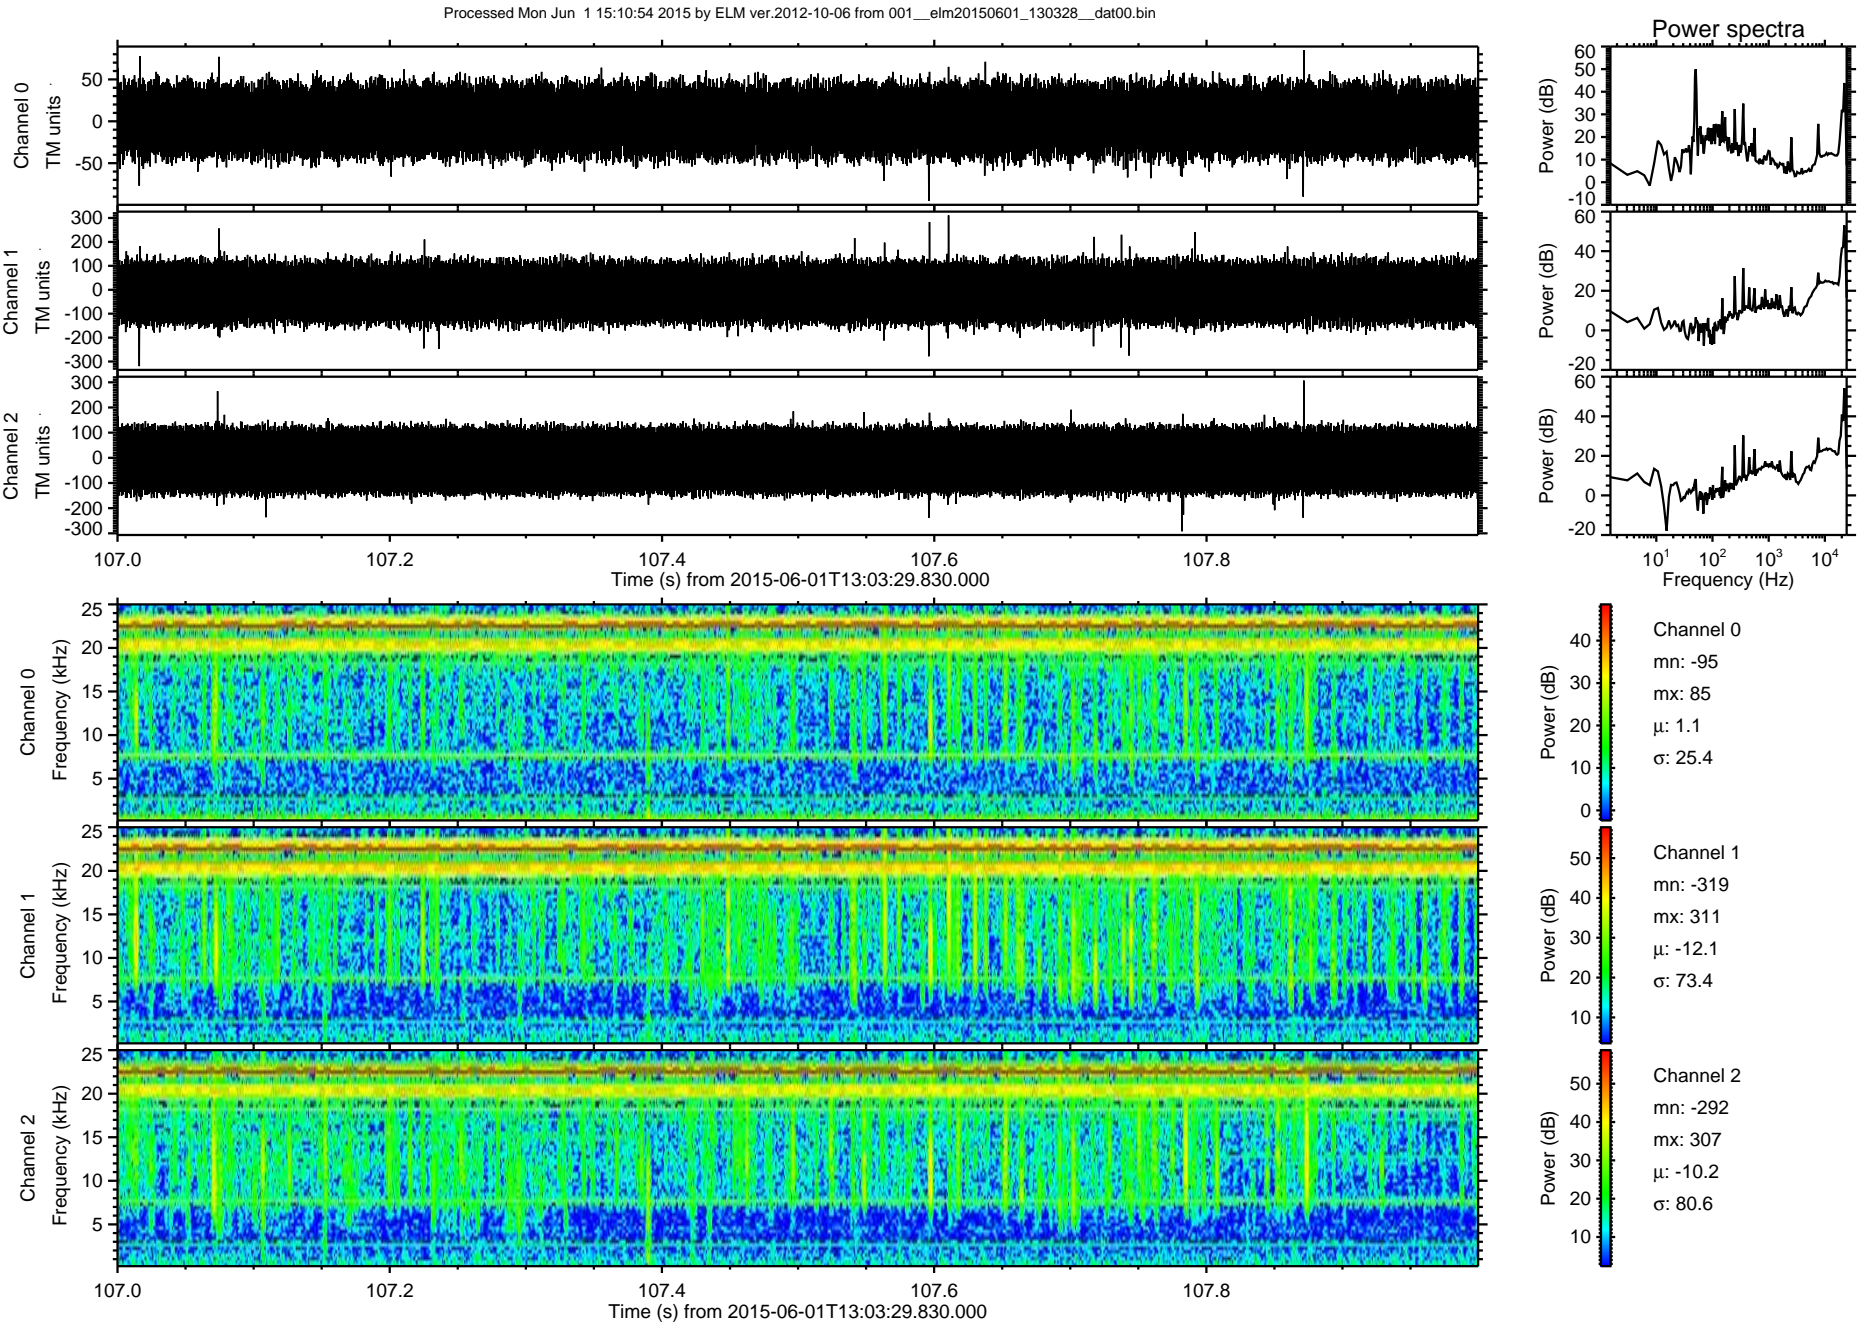 Processed Mon Jun  1 15:10:54 2015 by ELM ver.2012-10-06 from 001__elm20150601_130328__dat00.bin
Power spectra
Channel 0
TM units
50
0
-50
Power (dB)
60
50
40
30
20
10
0
-10
Channel 1
TM units
300
200
100
0
-100
-200
-300
Power (dB)
60
40
20
0
-20
Channel 2
TM units
300
200
100
0
-100
-200
-300
Power (dB)
60
40
20
0
-20
107.0 107.2 107.4 107.6 107.8
Time (s) from 2015-06-01T13:03:29.830.000
10¹ 10² 10³ 10⁴
Frequency (Hz)
Channel 0
Frequency (kHz)
25
20
15
10
5
Power (dB)
40
30
20
10
0
Channel 0
mn: -95
mx: 85
μ: 1.1
σ: 25.4
Channel 1
Frequency (kHz)
25
20
15
10
5
Power (dB)
50
40
30
20
10
Channel 1
mn: -319
mx: 311
μ: -12.1
σ: 73.4
Channel 2
Frequency (kHz)
25
20
15
10
5
Power (dB)
50
40
30
20
10
Channel 2
mn: -292
mx: 307
μ: -10.2
σ: 80.6
107.0 107.2 107.4 107.6 107.8
Time (s) from 2015-06-01T13:03:29.830.000